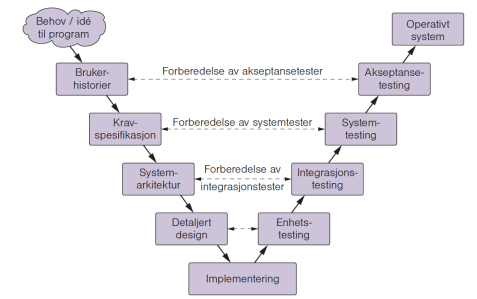 Behov / idé
til program
Operativt
system
Bruker-
historier
Forberedelse av akseptansetester
Akseptanse-
testing
Krav-
spesifikasjon
Forberedelse av systemtester
System-
testing
System-
arkitektur
Forberedelse av
integrasjonstester
Integrasjons-
testing
Detaljert
design
Enhets-
testing
Implementering